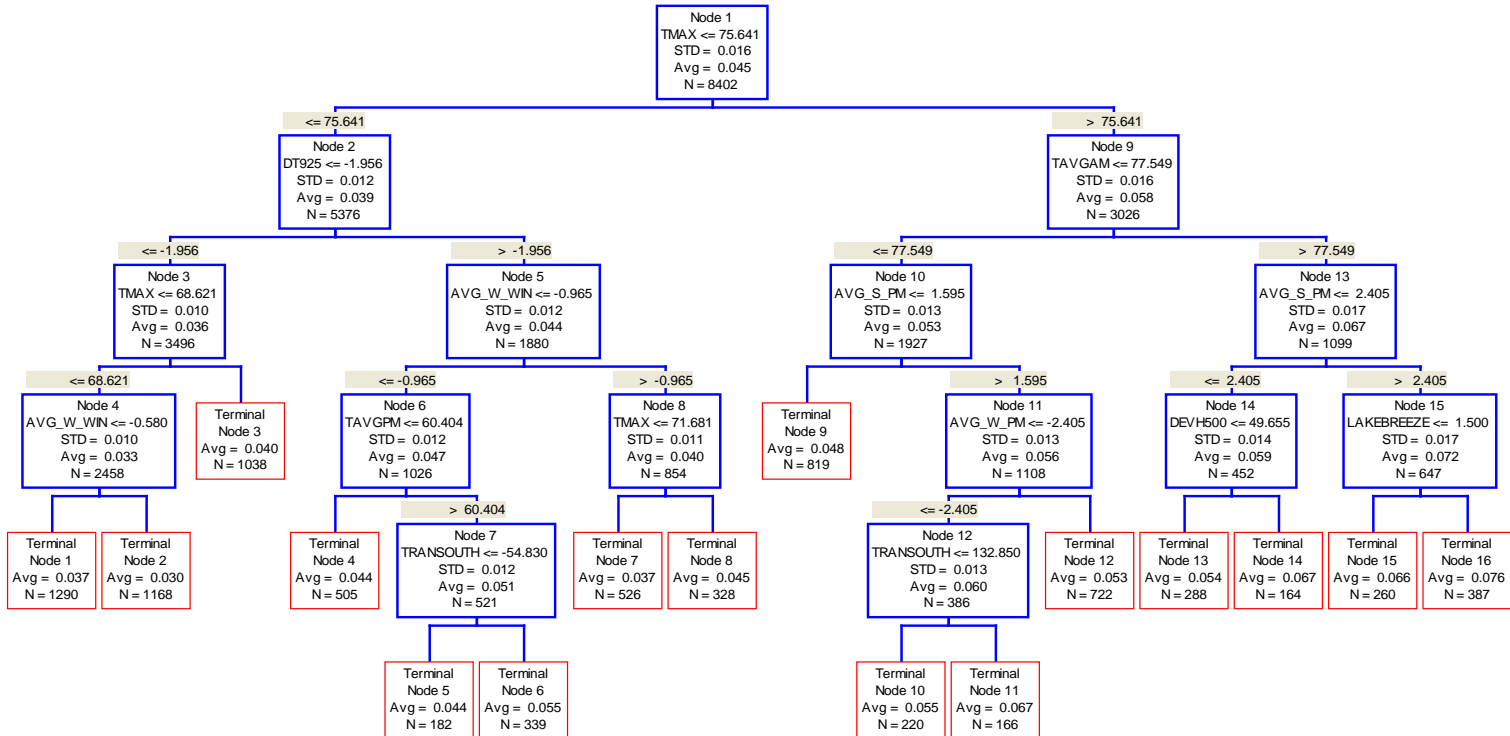 Node 1
TMAX <= 75.641
STD = 0.016
Avg = 0.045
N = 8402
<= 75.641
> 75.641
Node 2
DT925 <= -1.956
STD = 0.012
Avg = 0.039
N = 5376
Node 9
TAVGAM <= 77.549
STD = 0.016
Avg = 0.058
N = 3026
<= -1.956
> -1.956
<= 77.549
> 77.549
Node 3
TMAX <= 68.621
STD = 0.010
Avg = 0.036
N = 3496
Node 5
AVG_W_WIN <= -0.965
STD = 0.012
Avg = 0.044
N = 1880
Node 10
AVG_S_PM <= 1.595
STD = 0.013
Avg = 0.053
N = 1927
Node 13
AVG_S_PM <= 2.405
STD = 0.017
Avg = 0.067
N = 1099
<= 68.621
<= -0.965
> -0.965
> 1.595
<= 2.405
> 2.405
Node 4
AVG_W_WIN <= -0.580
STD = 0.010
Avg = 0.033
N = 2458
Terminal
Node 3
Avg = 0.040
N = 1038
Node 6
TAVGPM <= 60.404
STD = 0.012
Avg = 0.047
N = 1026
Node 8
TMAX <= 71.681
STD = 0.011
Avg = 0.040
N = 854
Terminal
Node 9
Avg = 0.048
N = 819
Node 11
AVG_W_PM <= -2.405
STD = 0.013
Avg = 0.056
N = 1108
Node 14
DEVH500 <= 49.655
STD = 0.014
Avg = 0.059
N = 452
Node 15
LAKEBREEZE <= 1.500
STD = 0.017
Avg = 0.072
N = 647
> 60.404
<= -2.405
Terminal
Node 1
Avg = 0.037
N = 1290
Terminal
Node 2
Avg = 0.030
N = 1168
Terminal
Node 4
Avg = 0.044
N = 505
Node 7
TRANSOUTH <= -54.830
STD = 0.012
Avg = 0.051
N = 521
Terminal
Node 7
Avg = 0.037
N = 526
Terminal
Node 8
Avg = 0.045
N = 328
Node 12
TRANSOUTH <= 132.850
STD = 0.013
Avg = 0.060
N = 386
Terminal
Node 12
Avg = 0.053
N = 722
Terminal
Node 13
Avg = 0.054
N = 288
Terminal
Node 14
Avg = 0.067
N = 164
Terminal
Node 15
Avg = 0.066
N = 260
Terminal
Node 16
Avg = 0.076
N = 387
Terminal
Node 5
Avg = 0.044
N = 182
Terminal
Node 6
Avg = 0.055
N = 339
Terminal
Node 10
Avg = 0.055
N = 220
Terminal
Node 11
Avg = 0.067
N = 166